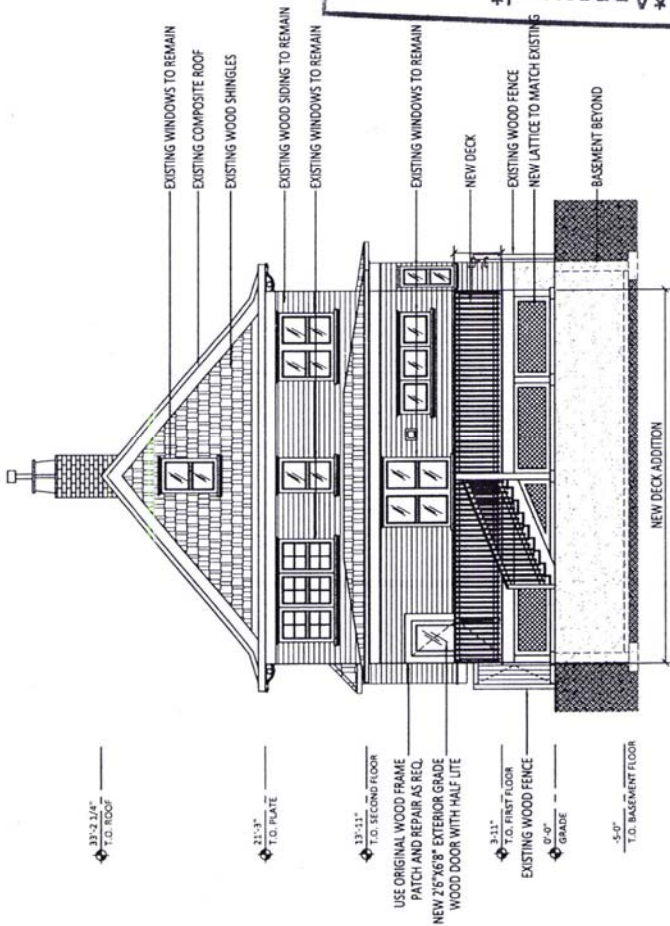 EXISTING WINDOWS TO REMAIN
EXISTING COMPOSITE ROOF
EXISTING WOOD SHINGLES
EXISTING WOOD SIDING TO REMAIN
EXISTING WINDOWS TO REMAIN
EXISTING WINDOWS TO REMAIN
NEW DECK
EXISTING WOOD FENCE
NEW LATTICE TO MATCH EXISTING
BASEMENT BEYOND
NEW DECK ADDITION
33'-2 1/4"
T.O. ROOF
21'-3"
T.O. PLATE
13'-11"
T.O. SECOND FLOOR
USE ORIGINAL WOOD FRAME
PATCH AND REPAIR AS REQ.
NEW 2'6"X6'8" EXTERIOR GRADE
WOOD DOOR WITH HALF LITE
3-11"
T.O. FIRST FLOOR
EXISTING WOOD FENCE
0'-0"
GRADE
-5-0"
T.O. BASEMENT FLOOR